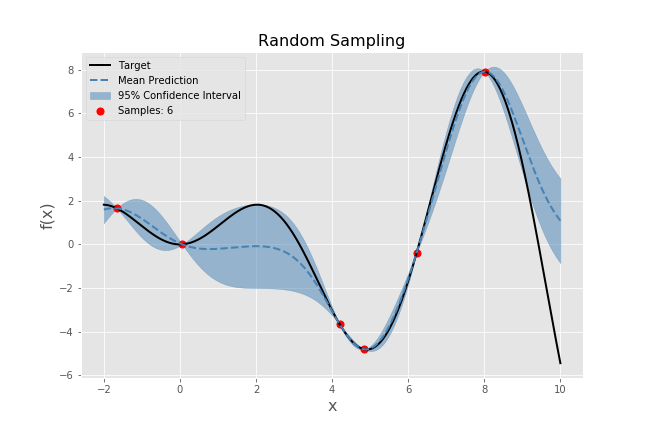 Random Sampling
Target
Mean Prediction
95% Confidence Interval
Samples: 6
f(x)
8
6
4
2
0
−2
−4
−6
−2 0 2 4 6 8 10
x